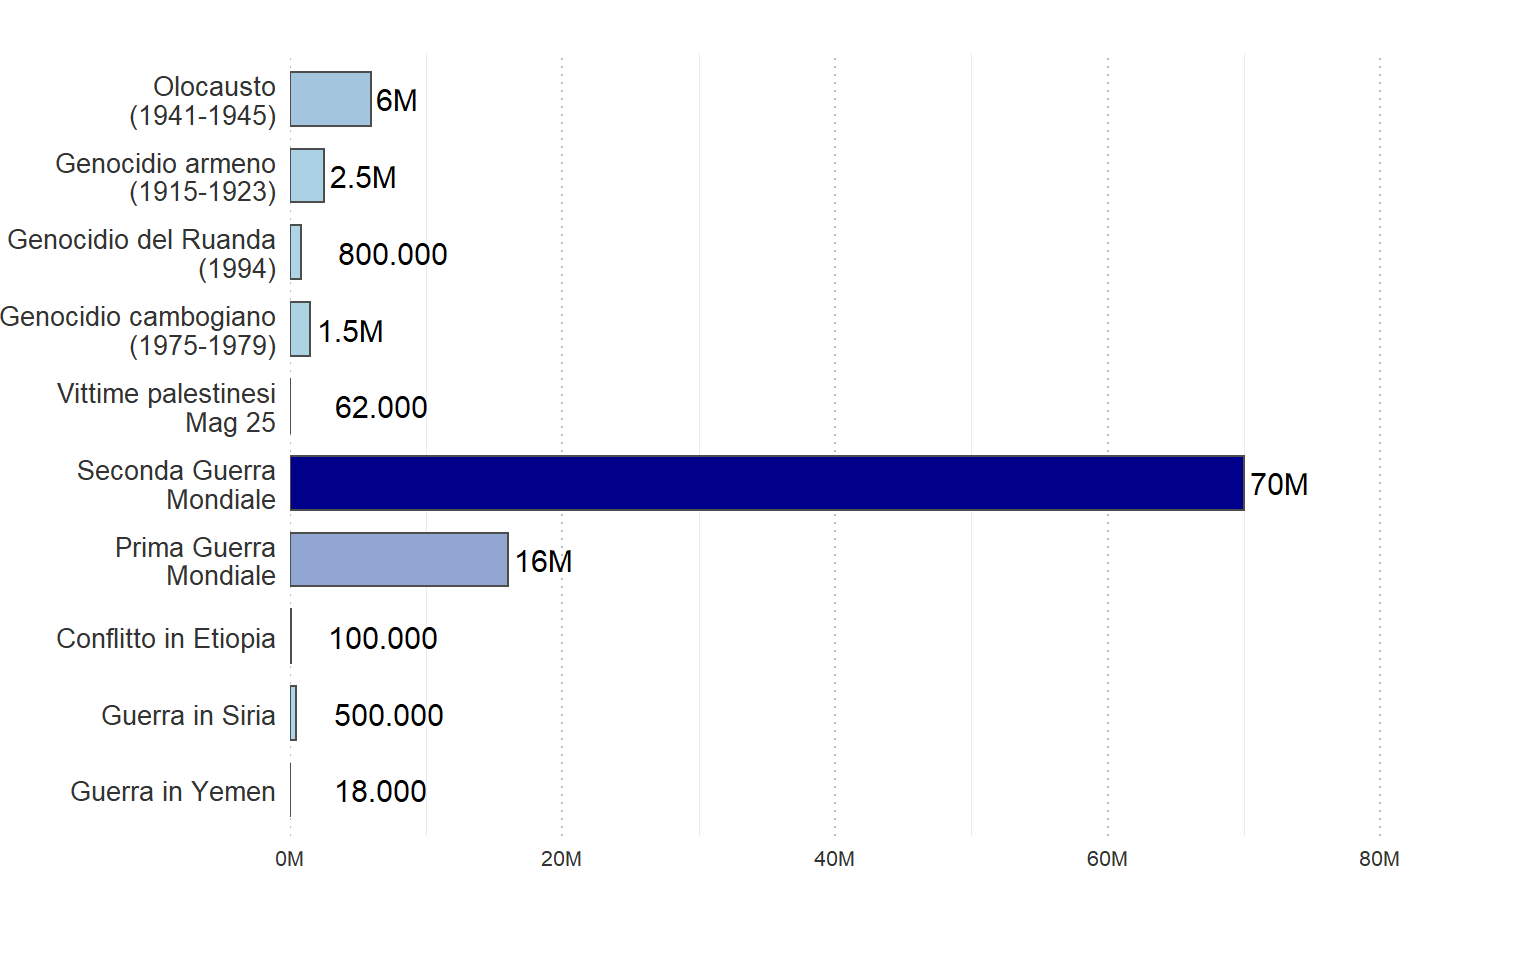 Olocausto
(1941-1945)
6M
Genocidio armeno
(1915-1923)
2.5M
Genocidio del Ruanda
(1994)
800.000
Genocidio cambogiano
(1975-1979)
1.5M
Vittime palestinesi
Mag 25
62.000
Seconda Guerra
Mondiale
70M
Prima Guerra
Mondiale
16M
Conflitto in Etiopia
100.000
Guerra in Siria
500.000
Guerra in Yemen
18.000
0M 20M 40M 60M 80M